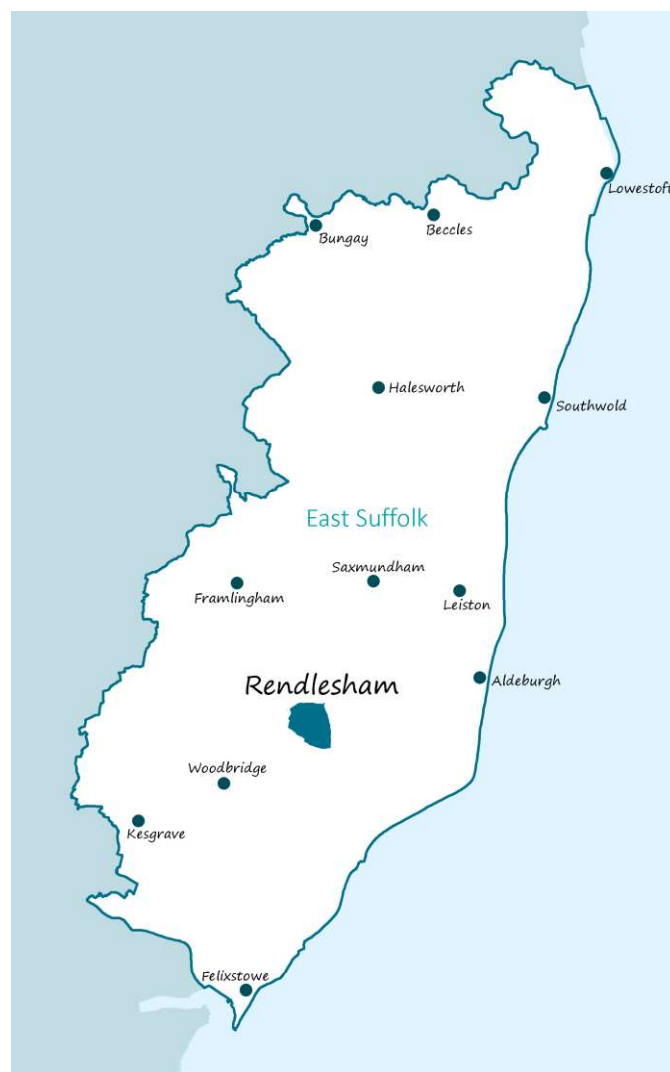 Lowestoft
Bungay
Beccles
Halesworth
Southwold
East Suffolk
Saxmundham
Framlingham
Leiston
Rendlesham
Aldeburgh
Woodbridge
Kesgrave
Felixstowe